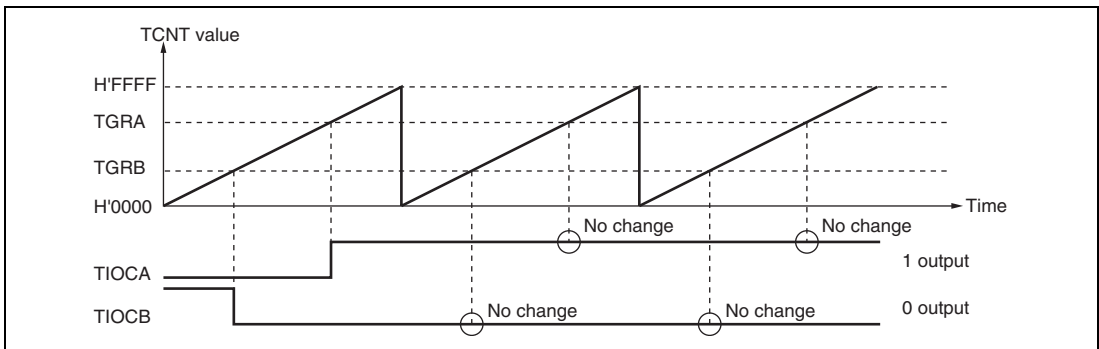 TCNT value
H'FFFF
TGRA
TGRB
H'0000
Time
No change
No change
TIOCA
1 output
No change
No change
TIOCB
0 output